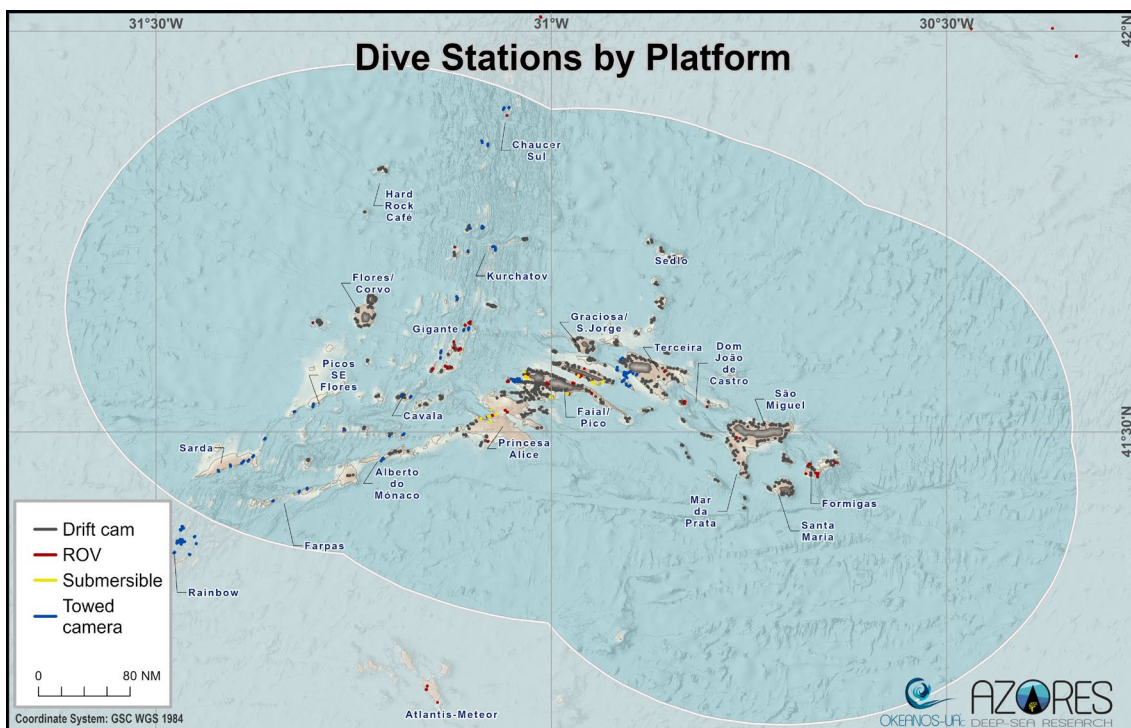 31°30'W
31°W
30°30'W
42°N
Dive Stations by Platform
Chaucer
Sul
Hard
Rock
Café
Sedlo
Kurchatov
Flores/
Corvo
Gigante
Graciosa/
S.Jorge
Terceira
Dom
João
de
Castro
Picos
SE
Flores
São
Miguel
Cavala
Faial/
Pico
41°30'N
Sarda
Princesa
Alice
Alberto
do
Mónaco
Mar
da
Prata
Formigas
Santa
Maria
Farpas
Rainbow
Drift cam
ROV
Submersible
Towed
camera
0 80 NM
Coordinate System: GSC WGS 1984
Atlantis-Meteor
OKEANOS-UAc
AZORES
DEEP-SEA RESEARCH